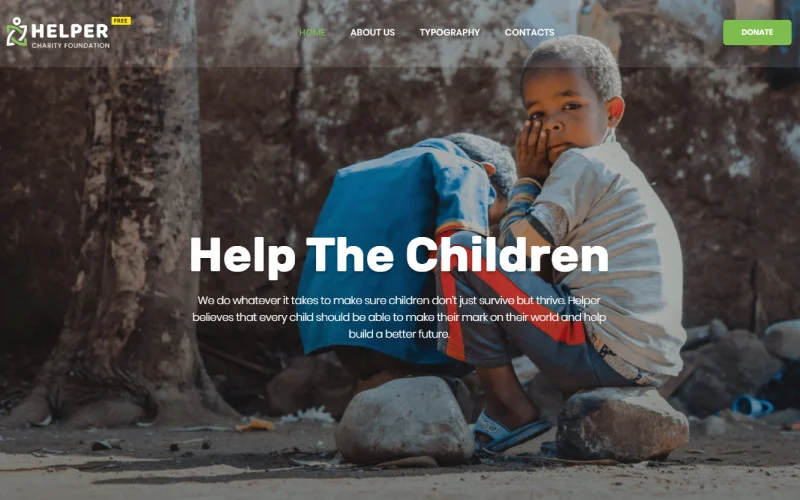 HELPER
FREE
CHARITY FOUNDATION
HOME
ABOUT US
TYPOGRAPHY
CONTACTS
DONATE
Help The Children
We do whatever it takes to make sure children don't just survive but thrive. Helper
believes that every child should be able to make their mark on their world and help
build a better future.